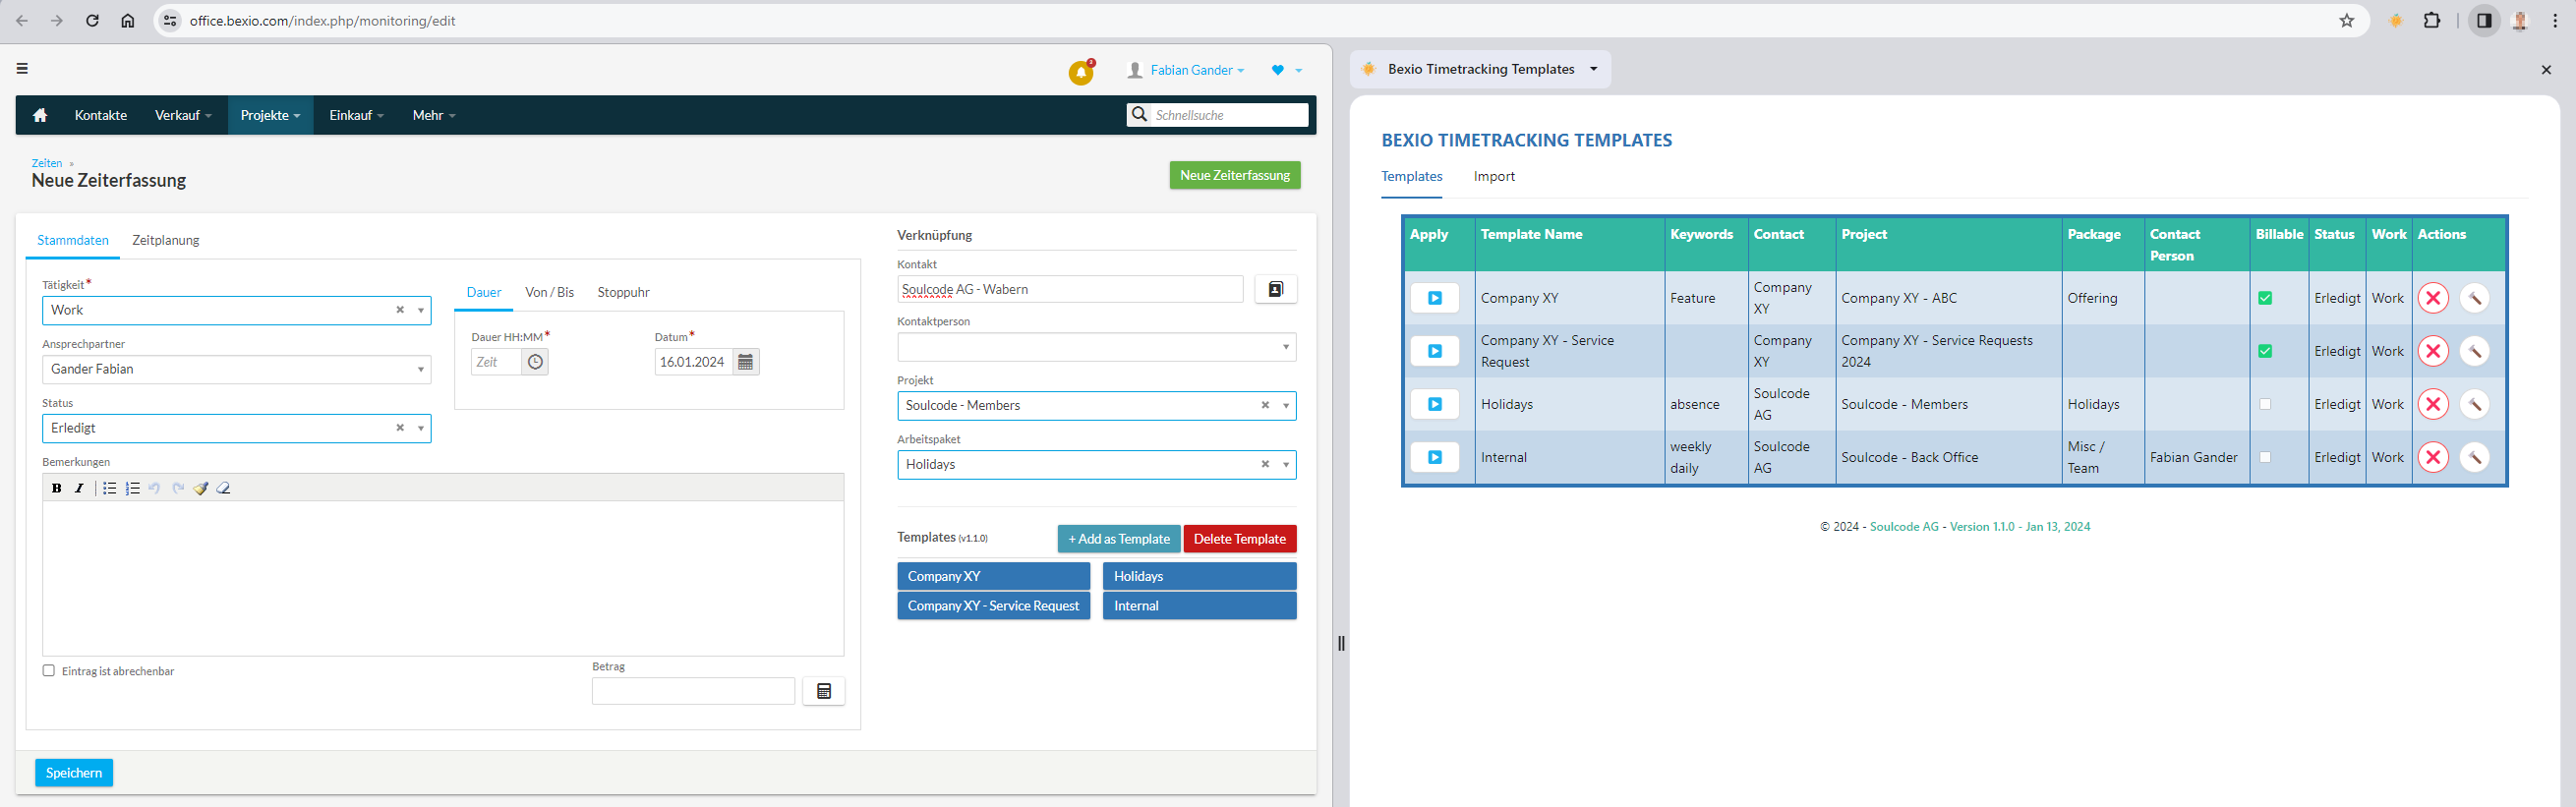 office.bexio.com/index.php/monitoring/edit
2
Fabian Gander
Kontakte Verkauf Projekte Einkauf Mehr Schnellsuche
Zeiten »
Neue Zeiterfassung
Neue Zeiterfassung
Stammdaten Zeitplanung
Tätigkeit*
Work
Ansprechpartner
Gander Fabian
Status
Erledigt
Dauer Von / Bis Stoppuhr
Dauer HH:MM* Datum*
Zeit 16.01.2024
Bemerkungen
B I
Eintrag ist abrechenbar
Betrag
Speichern
Verknüpfung
Kontakt
Soulcode AG - Wabern
Kontaktperson
Projekt
Soulcode - Members
Arbeitspaket
Holidays
Templates (v1.1.0) + Add as Template Delete Template
Company XY Holidays
Company XY - Service Request Internal
Bexio Timetracking Templates
BEXIO TIMETRACKING TEMPLATES
Templates Import
Apply Template Name Keywords Contact Project Package Contact Person Billable Status Work Actions
Company XY Feature Company XY Company XY - ABC Offering Erledigt Work
Company XY - Service Request Company XY Company XY - Service Requests 2024 Erledigt Work
Holidays absence Soulcode AG Soulcode - Members Holidays Erledigt Work
Internal weekly daily Soulcode AG Soulcode - Back Office Misc / Team Fabian Gander Erledigt Work
© 2024 - Soulcode AG - Version 1.1.0 - Jan 13, 2024